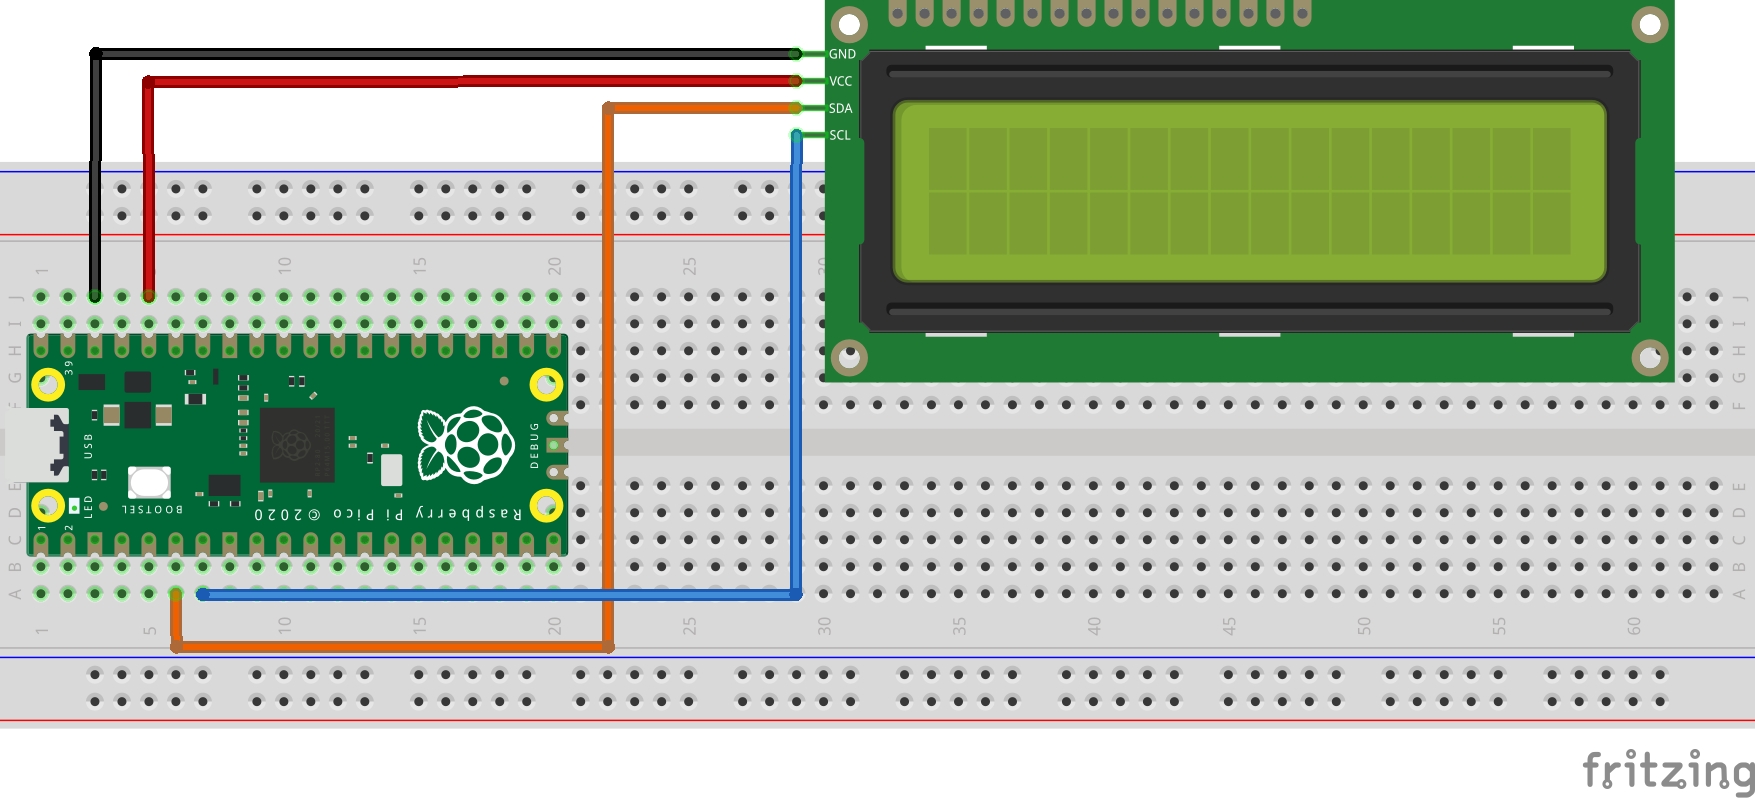 GND
VCC
SDA
SCL
1 10 15 20 25 30
J J
I I
H H
G G
F F
39
USB
DEBUG
E E
LED
BOOTSEL
D D
Raspberry Pi Pico ©2020
1 2
C C
B B
A A
1 5 10 15 20 25 30 35 40 45 50 55 60
fritzing